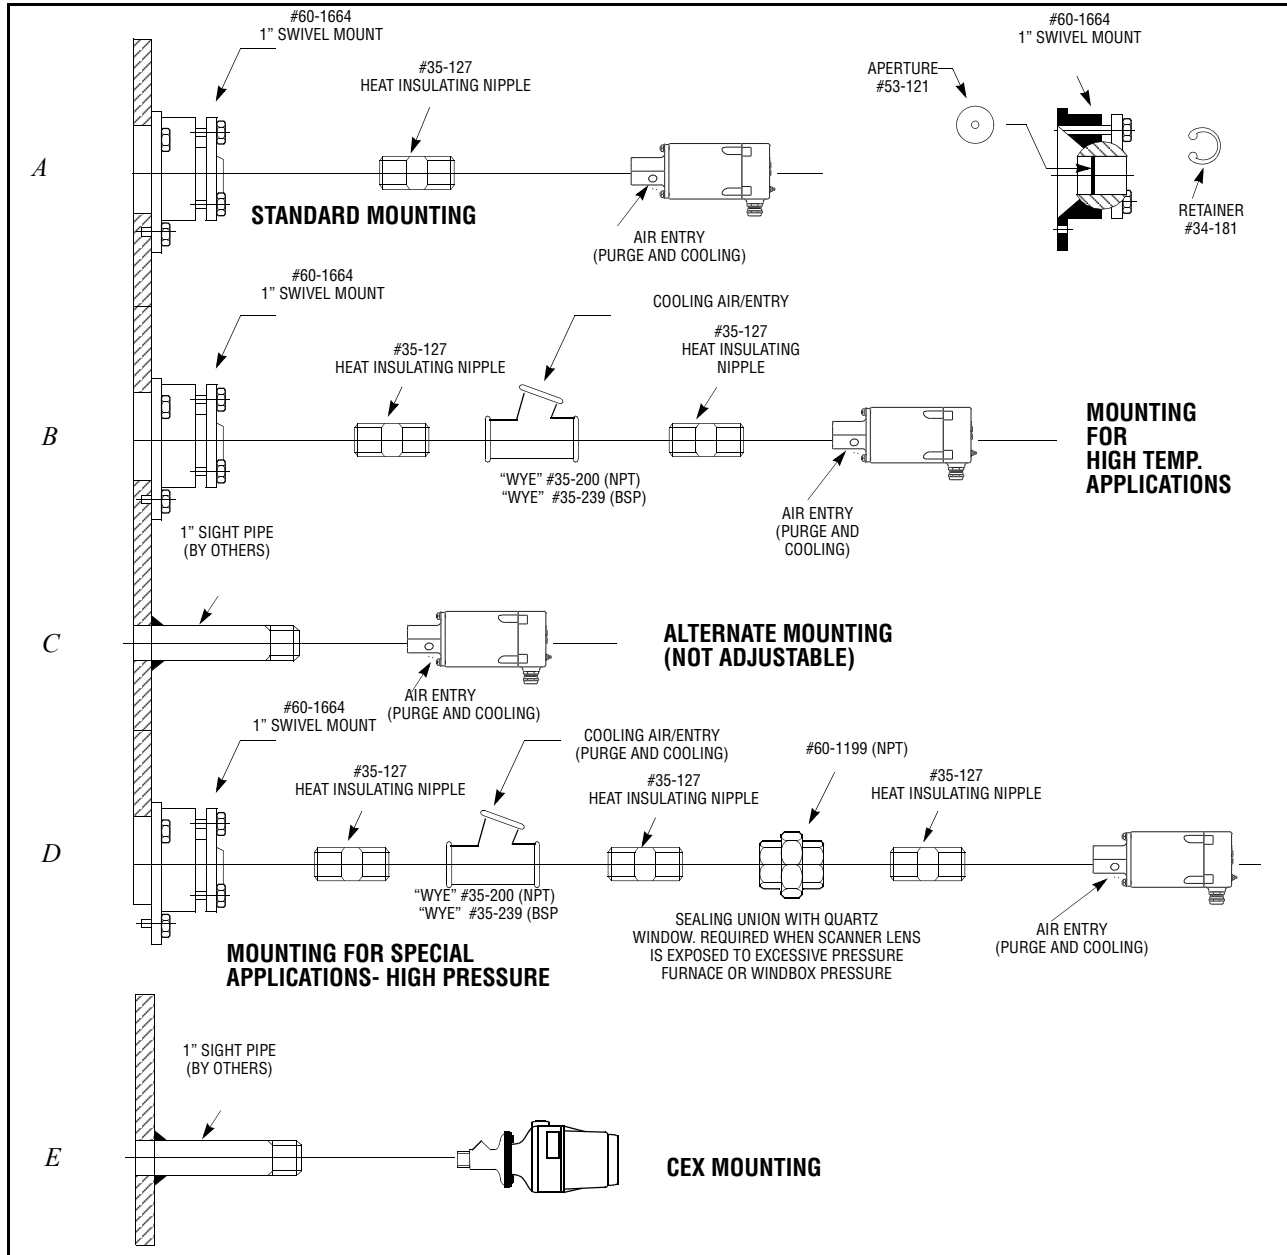 #60-1664
1” SWIVEL MOUNT
#35-127
HEAT INSULATING NIPPLE
#60-1664
1” SWIVEL MOUNT
APERTURE
#53-121
A
STANDARD MOUNTING
AIR ENTRY
(PURGE AND COOLING)
RETAINER
#34-181
#60-1664
1” SWIVEL MOUNT
COOLING AIR/ENTRY
#35-127
HEAT INSULATING NIPPLE
#35-127
HEAT INSULATING
NIPPLE
B
MOUNTING
FOR
HIGH TEMP.
APPLICATIONS
“WYE” #35-200 (NPT)
“WYE” #35-239 (BSP)
AIR ENTRY
(PURGE AND
COOLING)
1” SIGHT PIPE
(BY OTHERS)
C
ALTERNATE MOUNTING
(NOT ADJUSTABLE)
AIR ENTRY
(PURGE AND COOLING)
#60-1664
1” SWIVEL MOUNT
COOLING AIR/ENTRY
(PURGE AND COOLING)
#60-1199 (NPT)
#35-127
HEAT INSULATING NIPPLE
#35-127
HEAT INSULATING NIPPLE
#35-127
HEAT INSULATING NIPPLE
D
“WYE” #35-200 (NPT)
“WYE” #35-239 (BSP
SEALING UNION WITH QUARTZ
WINDOW. REQUIRED WHEN SCANNER LENS
IS EXPOSED TO EXCESSIVE PRESSURE
FURNACE OR WINDBOX PRESSURE
AIR ENTRY
(PURGE AND COOLING)
MOUNTING FOR SPECIAL
APPLICATIONS- HIGH PRESSURE
1” SIGHT PIPE
(BY OTHERS)
E
CEX MOUNTING